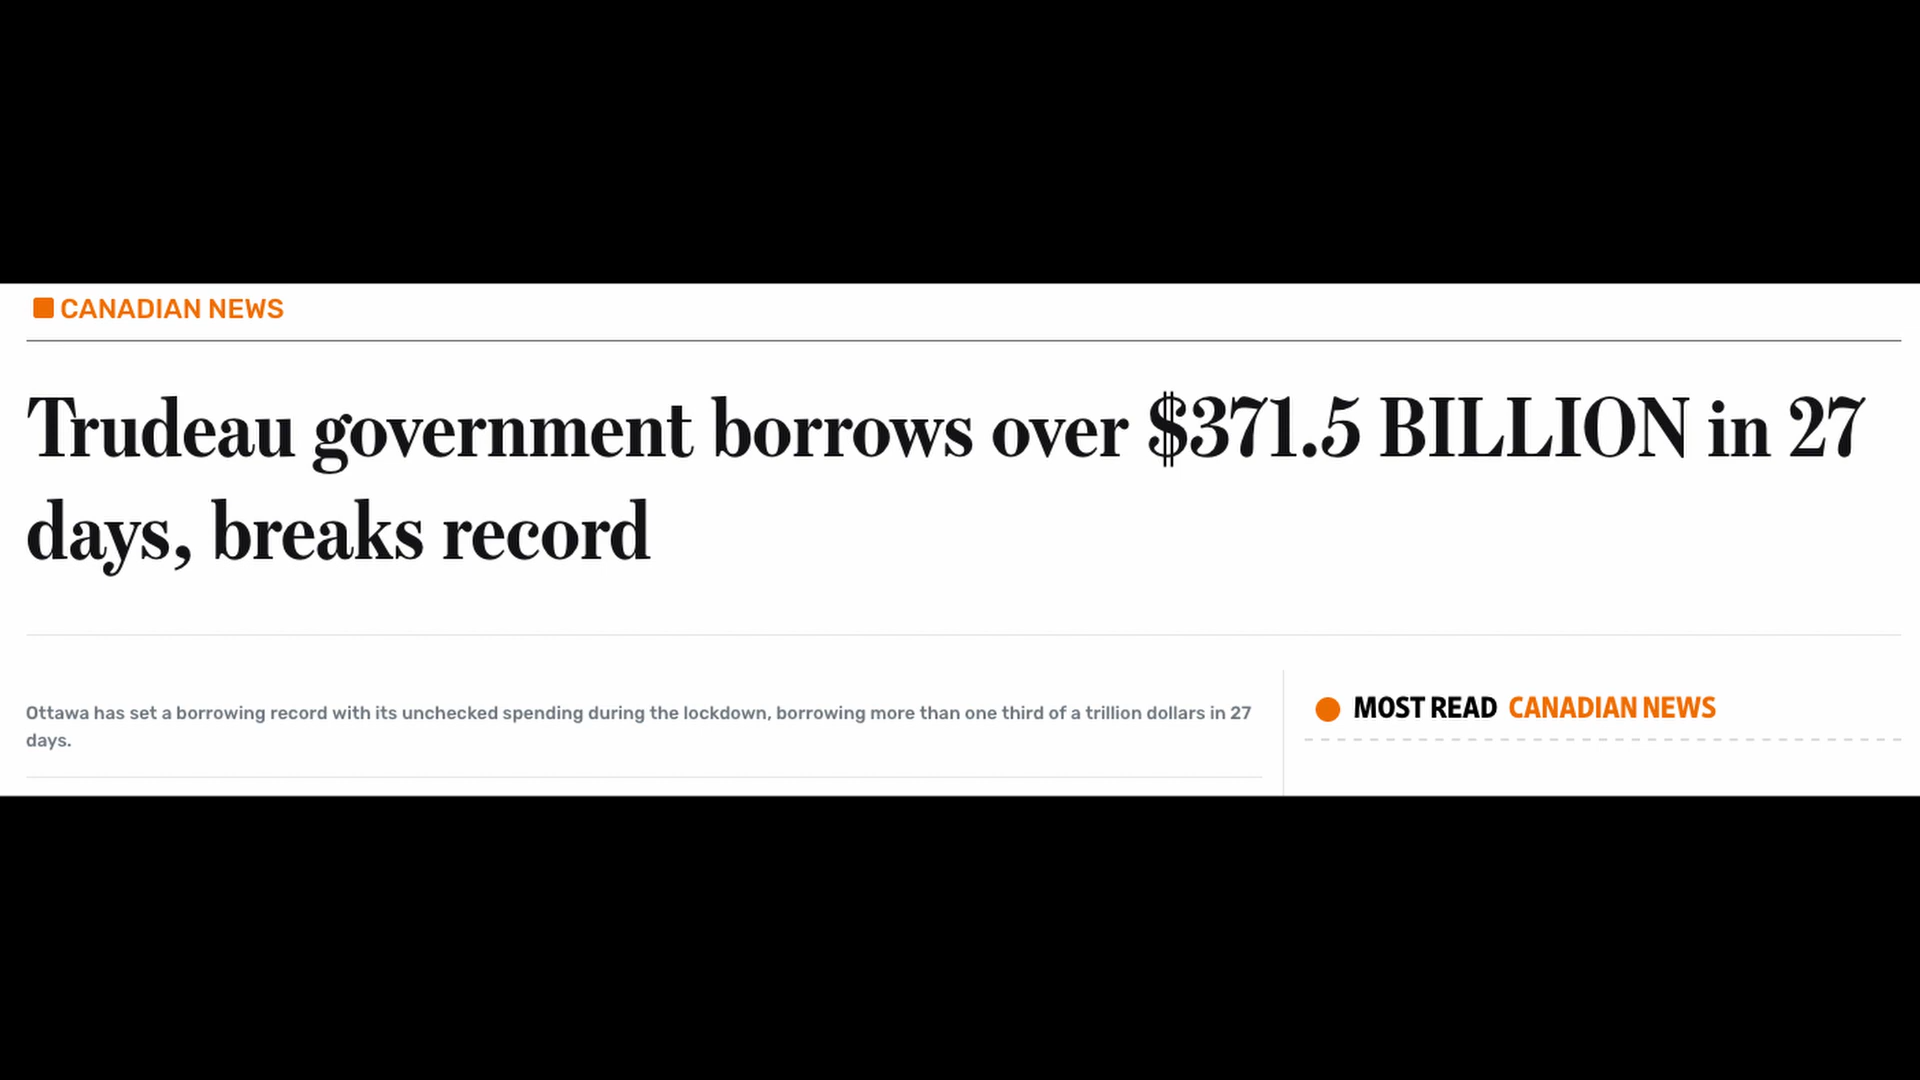 CANADIAN NEWS
Trudeau government borrows over $371.5 BILLION in 27
days, breaks record
Ottawa has set a borrowing record with its unchecked spending during the lockdown, borrowing more than one third of a trillion dollars in 27
days.
MOST READ CANADIAN NEWS